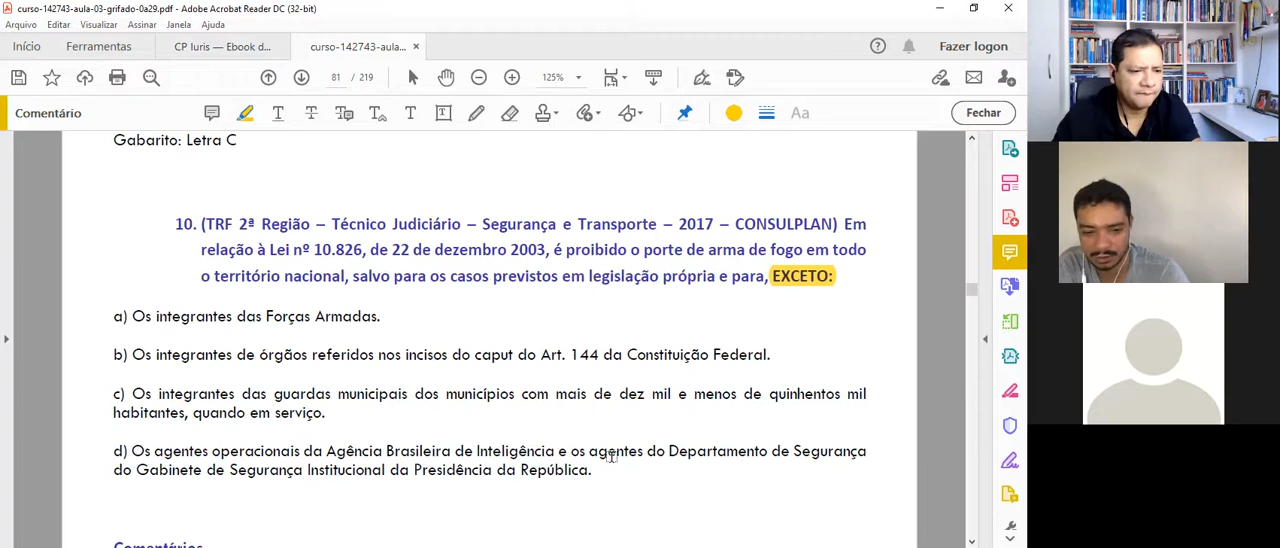 curso-142743-aula-03-grifado-0a29.pdf - Adobe Acrobat Reader DC (32-bit)
Arquivo Editar Visualizar Assinar Janela Ajuda
Início Ferramentas CP Iuris – Ebook d... curso-142743-aula... × Fazer logon
81 / 219 125%
Comentário Aa Fechar
Gabarito: Letra C
10. (TRF 2ª Região – Técnico Judiciário – Segurança e Transporte – 2017 – CONSULPLAN) Em
relação à Lei nº 10.826, de 22 de dezembro 2003, é proibido o porte de arma de fogo em todo
o território nacional, salvo para os casos previstos em legislação própria e para, EXCETO:
a) Os integrantes das Forças Armadas.
b) Os integrantes de órgãos referidos nos incisos do caput do Art. 144 da Constituição Federal.
c) Os integrantes das guardas municipais dos municípios com mais de dez mil e menos de quinhentos mil
habitantes, quando em serviço.
d) Os agentes operacionais da Agência Brasileira de Inteligência e os agentes do Departamento de Segurança
do Gabinete de Segurança Institucional da Presidência da República.
Comentários